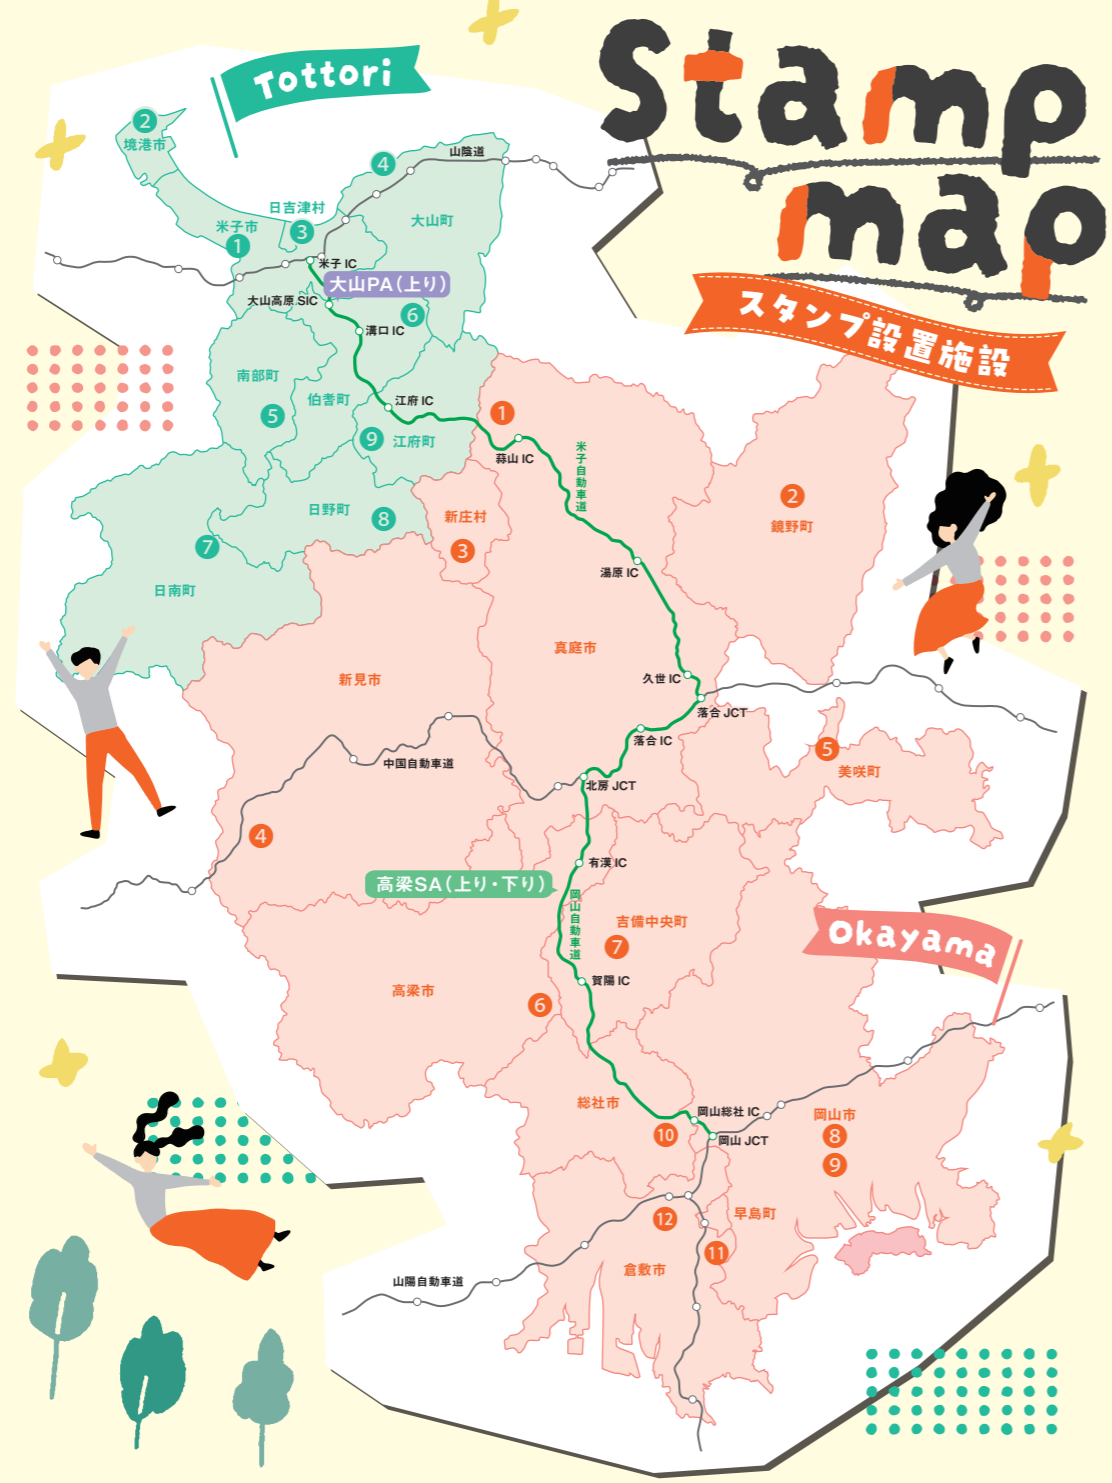 Stamp
map
スタンプ設置施設
Tottori
2
境港市
4
山陰道
日吉津村
3
米子市
1
大山町
米子 IC
大山PA（上り）
大山高原 SIC
6
溝口 IC
南部町
5
伯耆町
江府 IC
9
江府町
1
蒜山 IC
米子自動車道
2
鏡野町
日野町
8
新庄村
3
7
日南町
湯原 IC
真庭市
新見市
久世 IC
落合 JCT
落合 IC
中国自動車道
北房 JCT
5
美咲町
4
有漢 IC
高梁SA（上り・下り）
岡山自動車道
吉備中央町
7
Okayama
賀陽 IC
高梁市
6
総社市
10
岡山総社 IC
岡山 JCT
岡山市
8
9
早島町
12
11
倉敷市
山陽自動車道